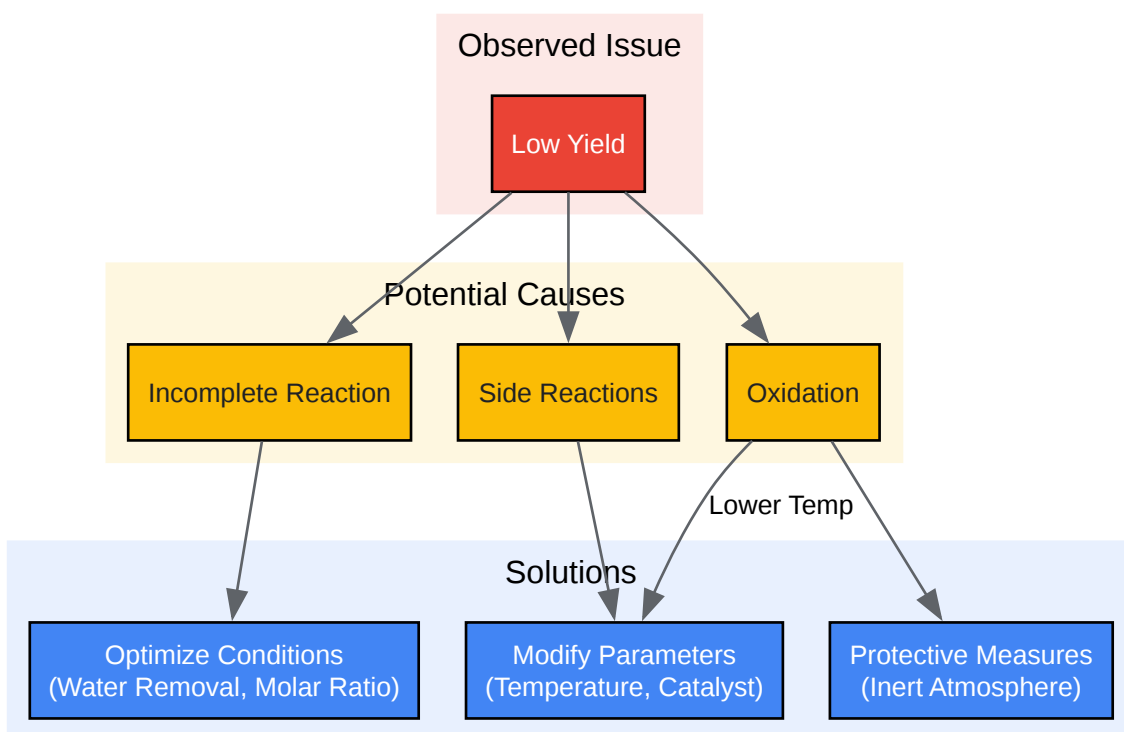 Observed Issue
Low Yield
Potential Causes
Incomplete Reaction
Side Reactions
Oxidation
Lower Temp
Solutions
Optimize Conditions
(Water Removal, Molar Ratio)
Modify Parameters
(Temperature, Catalyst)
Protective Measures
(Inert Atmosphere)